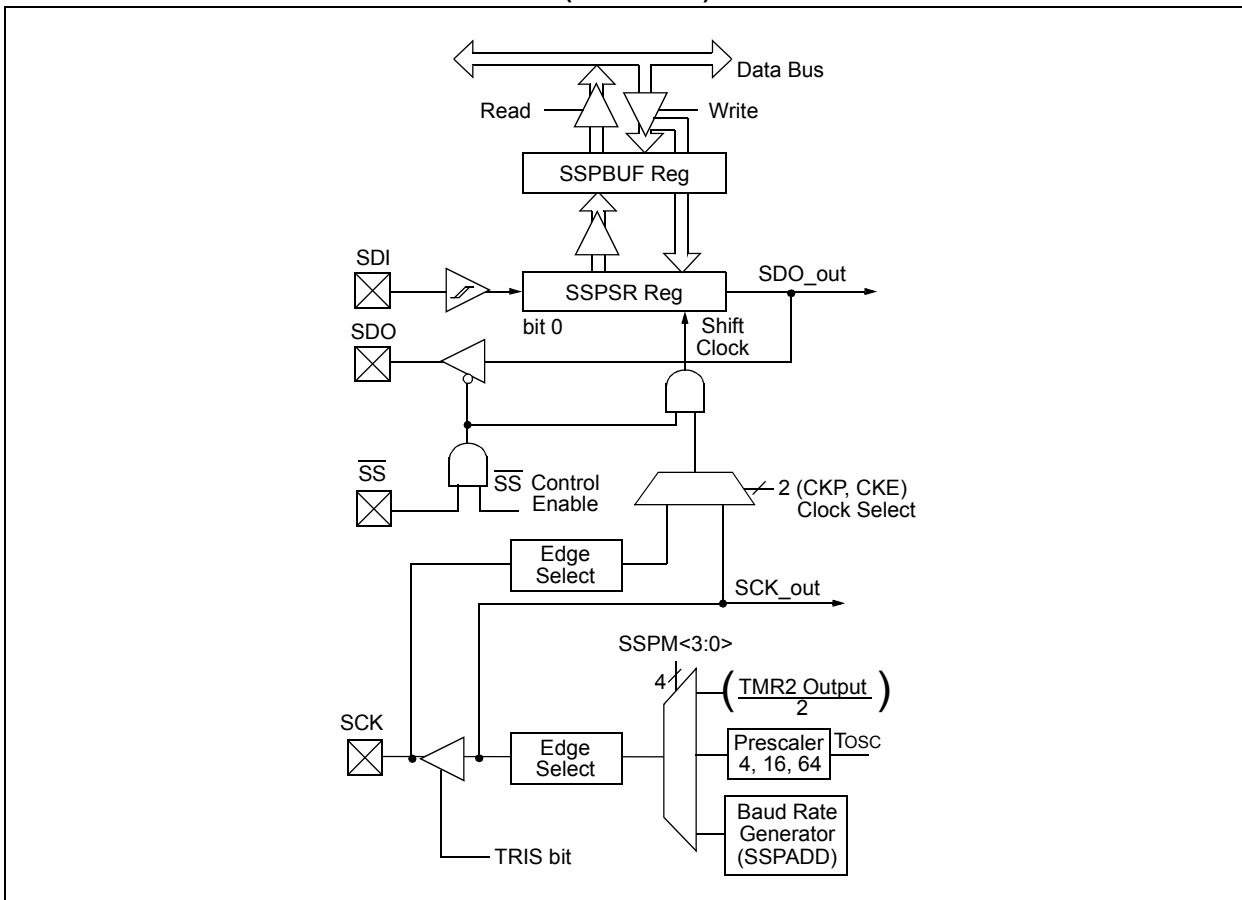 Data Bus
Read
Write
SSPBUF Reg
SDI
SDO_out
SSPSR Reg
bit 0
Shift
Clock
SDO
SS
SS Control
Enable
2 (CKP, CKE)
Clock Select
Edge
Select
SCK_out
SSPM<3:0>
4
(TMR2 Output)
2
SCK
Edge
Select
Prescaler
4, 16, 64
TOSC
Baud Rate
Generator
(SSPADD)
TRIS bit